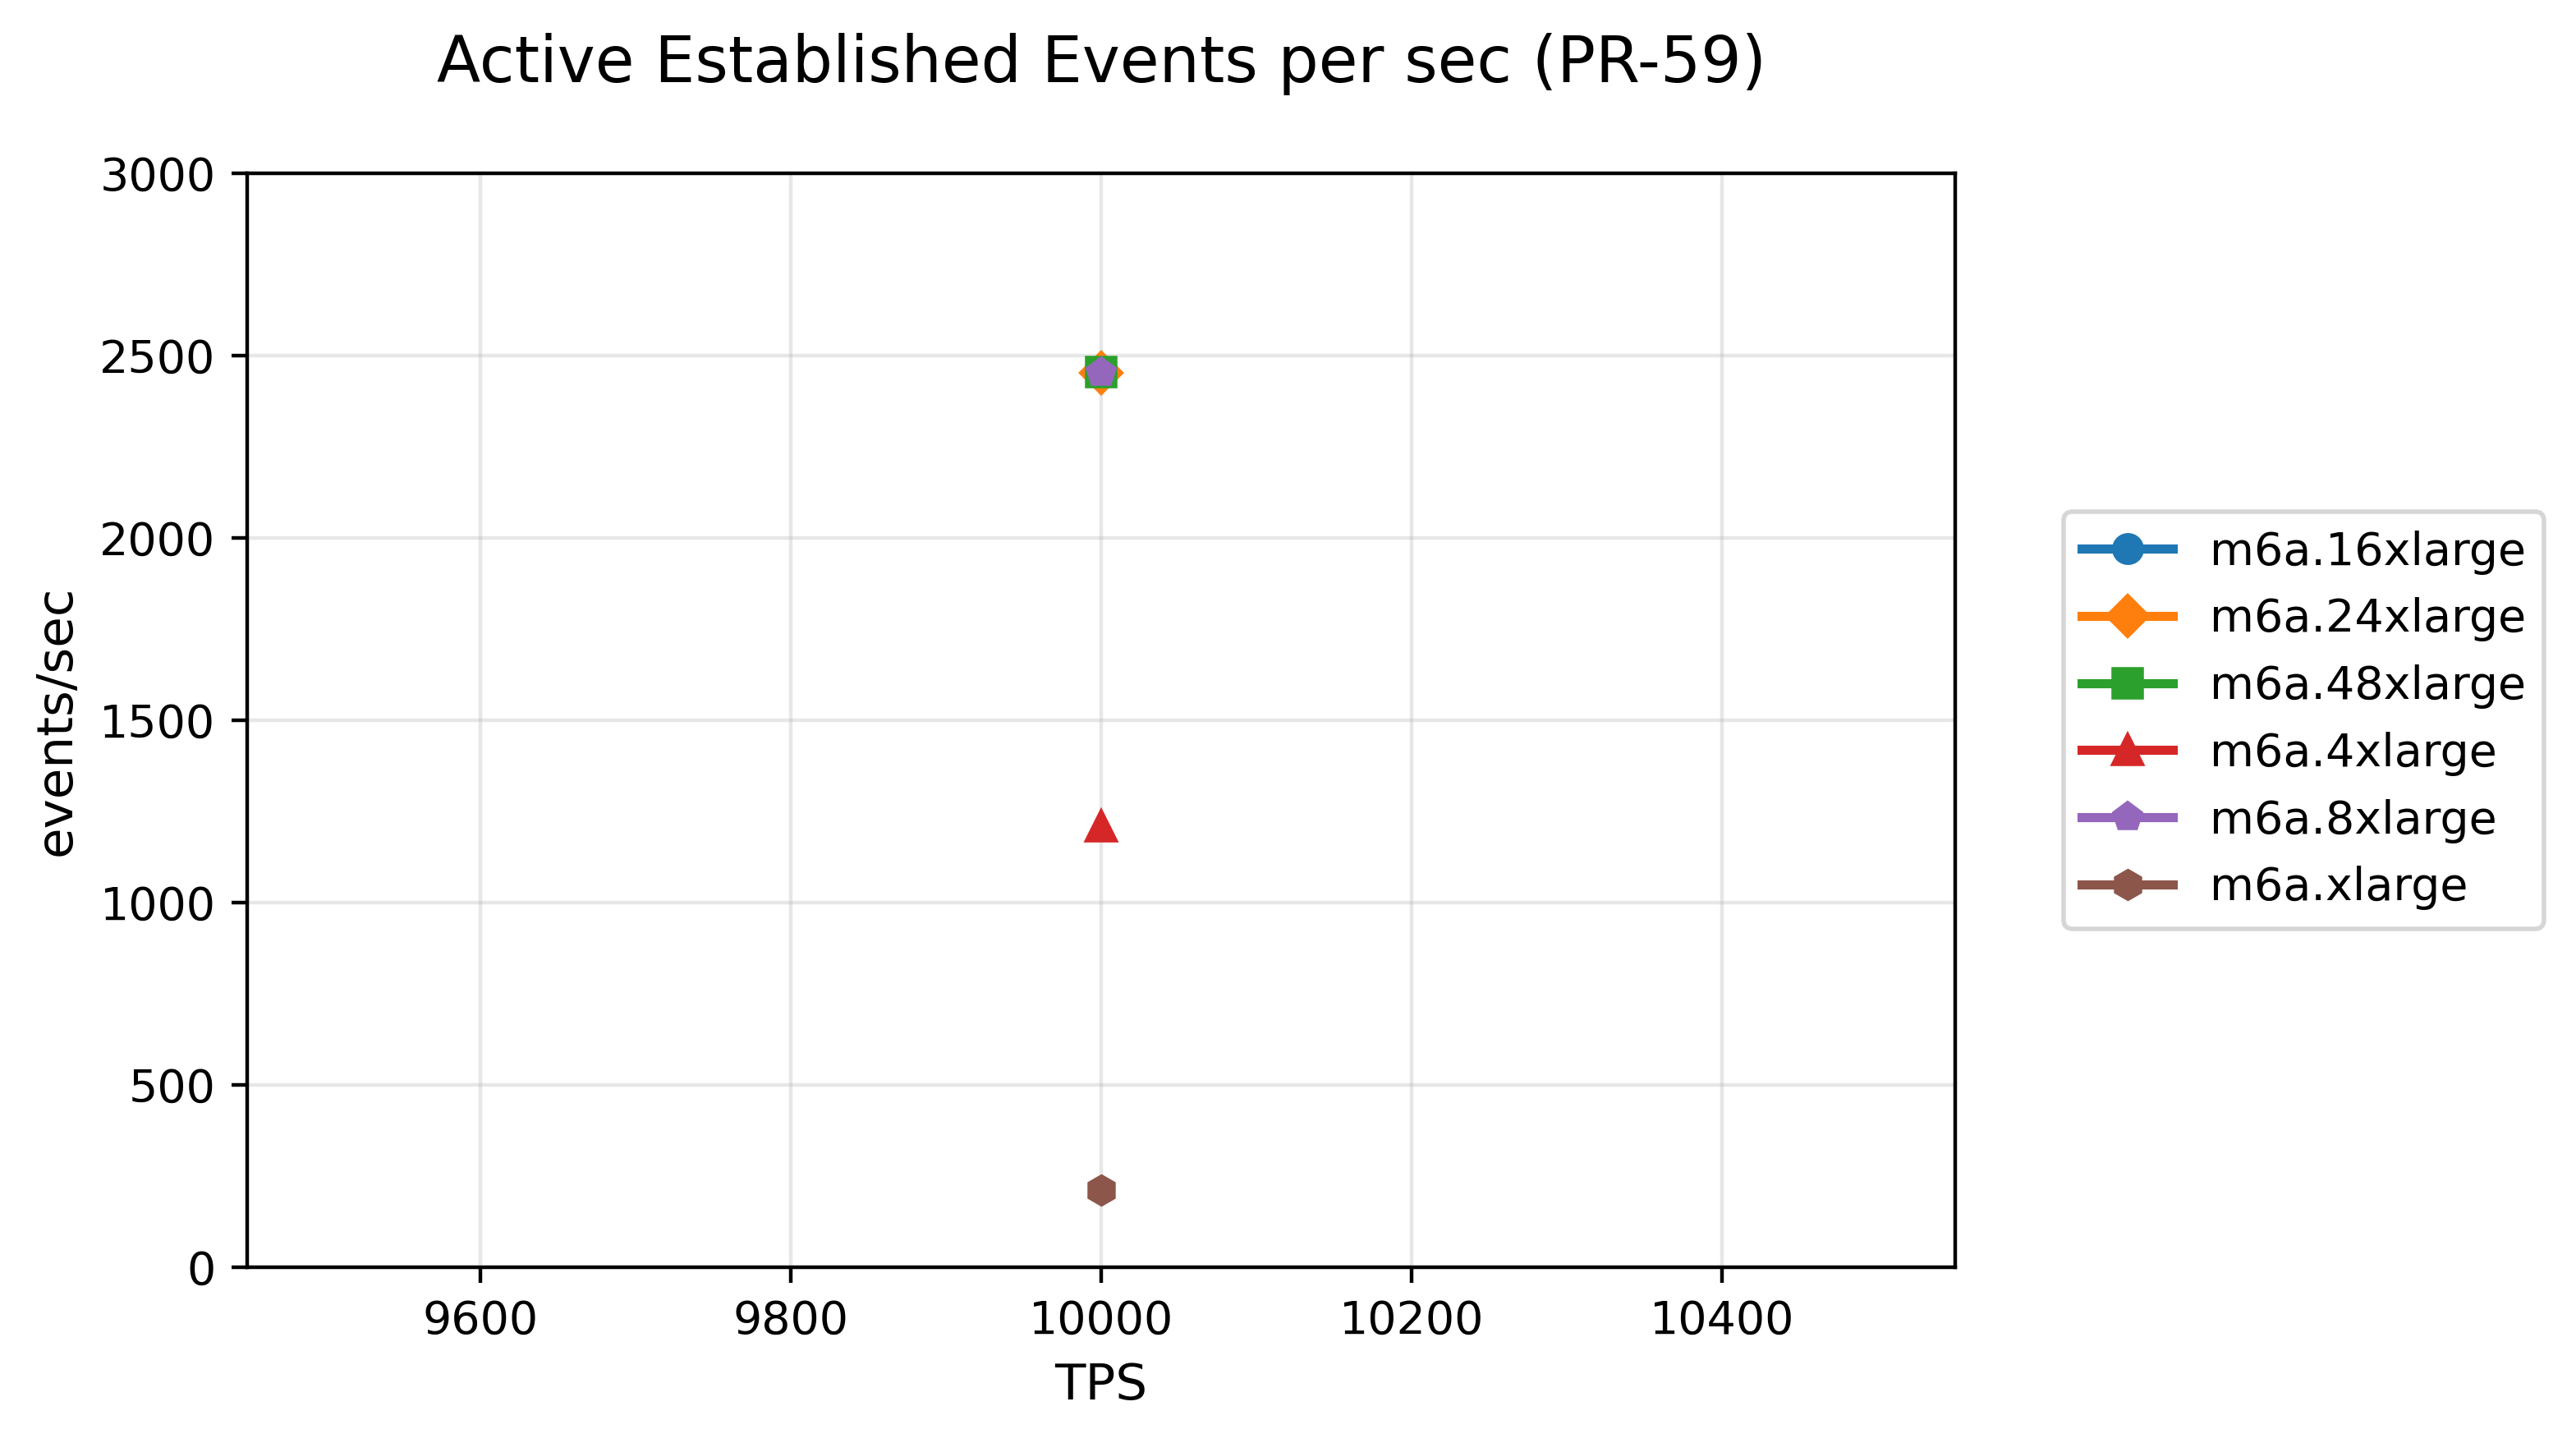 Active Established Events per sec (PR-59)
3000
2500
2000
1500
1000
500
0
events/sec
9600 9800 10000 10200 10400
TPS
m6a.16xlarge
m6a.24xlarge
m6a.48xlarge
m6a.4xlarge
m6a.8xlarge
m6a.xlarge